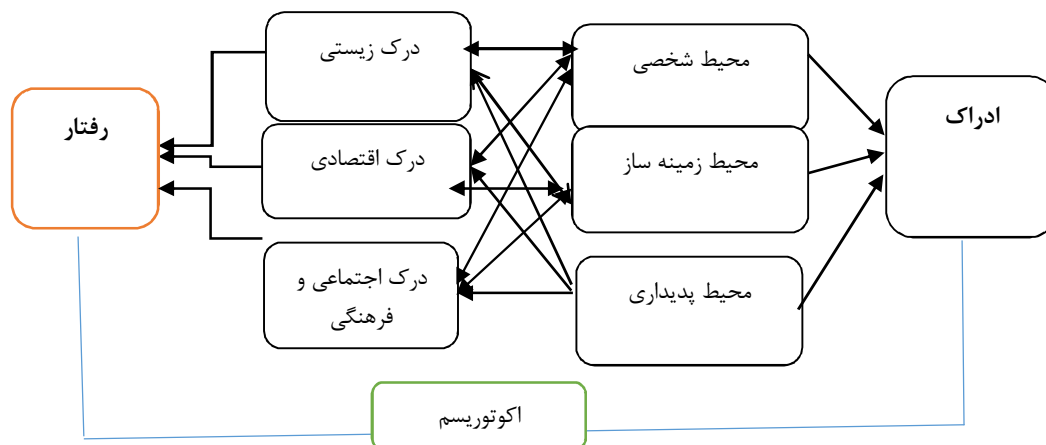 ادراک
محیط شخصی
محیط زمینه ساز
محیط پدیداری
درک زیستی
درک اقتصادی
درک اجتماعی و
فرهنگی
رفتار
اکوتوریسم